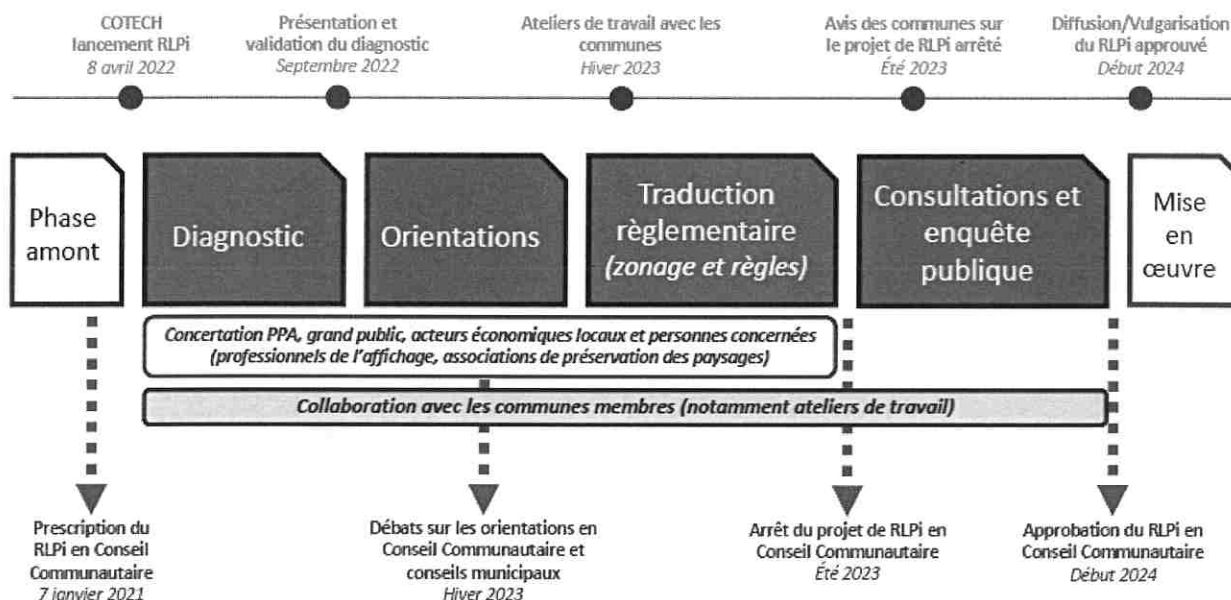 COTECH
lancement RLPi
8 avril 2022
Présentation et
validation du diagnostic
Septembre 2022
Ateliers de travail avec les
communes
Hiver 2023
Avis des communes sur
le projet de RLPi arrêté
Été 2023
Diffusion/Vulgarisation
du RLPi approuvé
Début 2024
Phase
amont
Diagnostic
Orientations
Traduction
règlementaire
(zonage et règles)
Consultations et
enquête
publique
Mise
en
œuvre
Concertation PPA, grand public, acteurs économiques locaux et personnes concernées
(professionnels de l'affichage, associations de préservation des paysages)
Collaboration avec les communes membres (notamment ateliers de travail)
Prescription du
RLPi en Conseil
Communautaire
7 janvier 2021
Débats sur les orientations en
Conseil Communautaire et
conseils municipaux
Hiver 2023
Arrêt du projet de RLPi en
Conseil Communautaire
Été 2023
Approbation du RLPi en
Conseil Communautaire
Début 2024